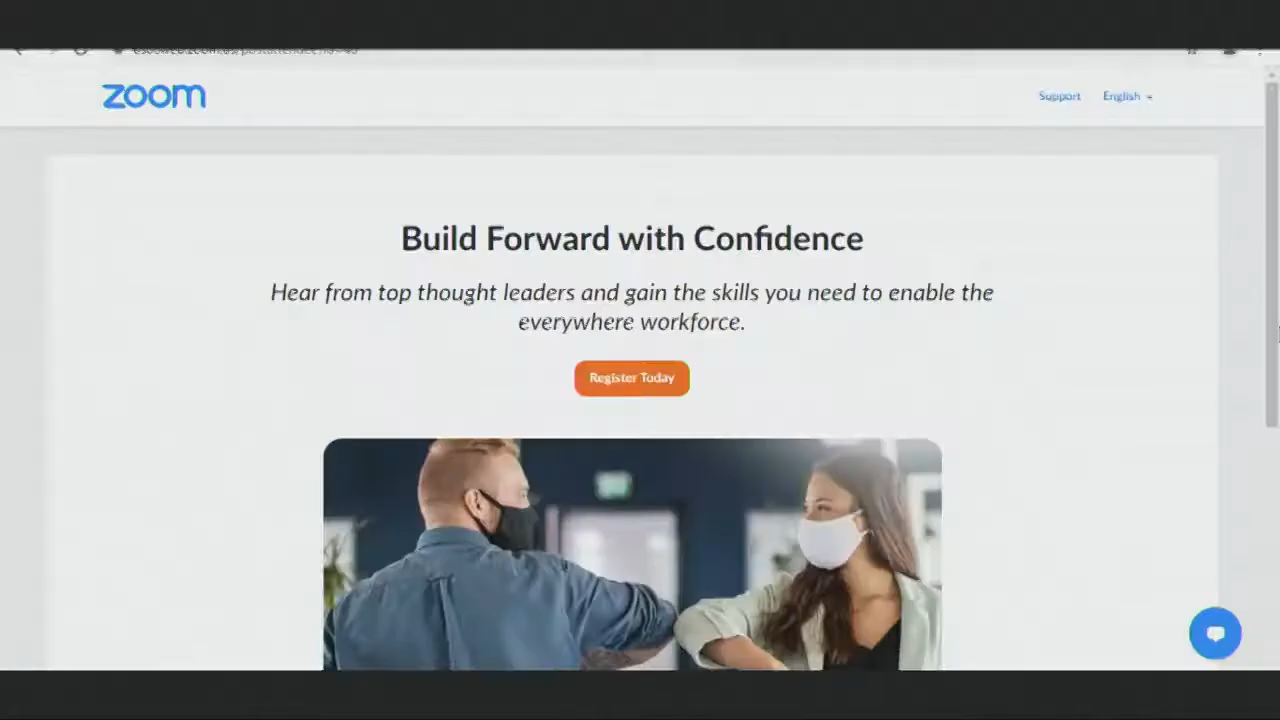 zoom
Support
English
Build Forward with Confidence
Hear from top thought leaders and gain the skills you need to enable the
everywhere workforce.
Register Today